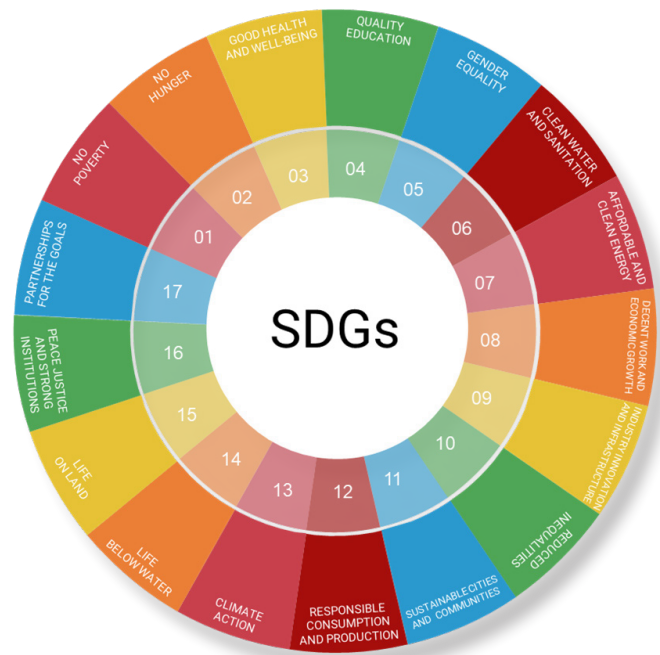 SDGs
01
NO
POVERTY
02
NO
HUNGER
03
GOOD HEALTH
AND WELL-BEING
04
QUALITY
EDUCATION
05
GENDER
EQUALITY
06
CLEAN WATER
AND SANITATION
07
AFFORDABLE AND
CLEAN ENERGY
08
DECENT WORK AND
ECONOMIC GROWTH
09
INDUSTRY INNOVATION
AND INFRASTRUCTURE
10
REDUCED
INEQUALITIES
11
SUSTAINABLE CITIES
AND COMMUNITIES
12
RESPONSIBLE
CONSUMPTION
AND PRODUCTION
13
CLIMATE
ACTION
14
LIFE
BELOW WATER
15
LIFE
ON LAND
16
PEACE JUSTICE
AND STRONG
INSTITUTIONS
17
PARTNERSHIPS
FOR THE GOALS